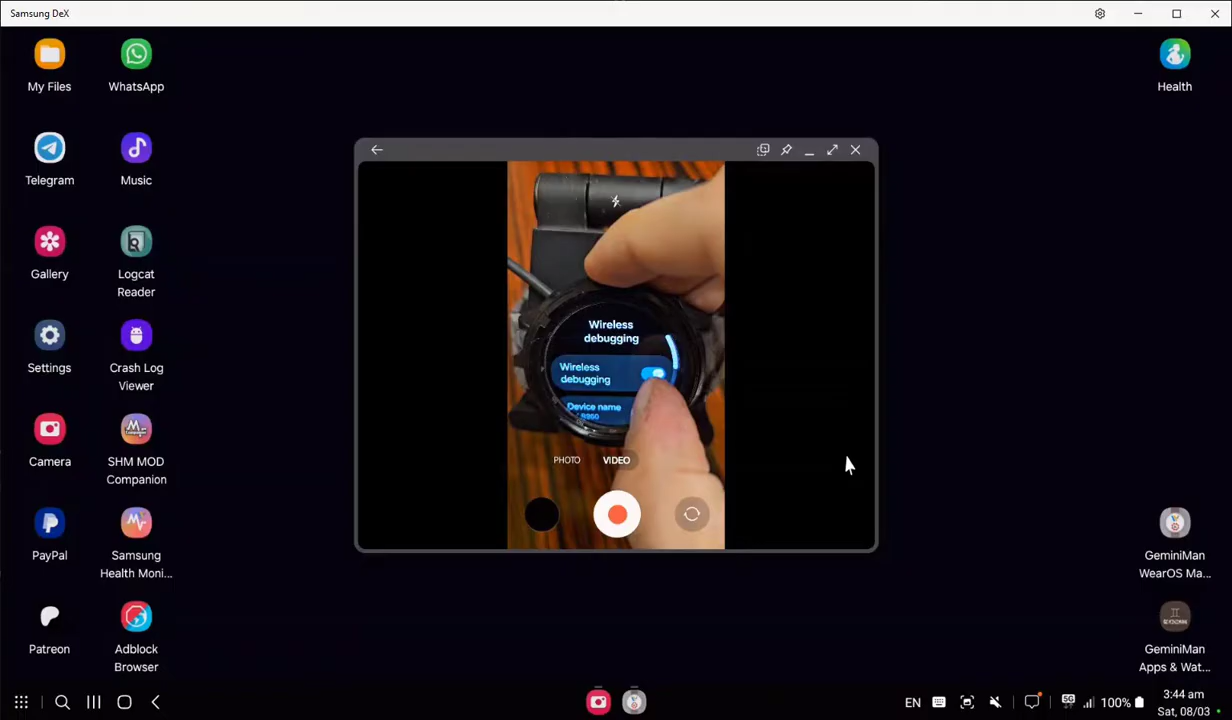 Samsung DeX
My Files
WhatsApp
Health
Telegram
Music
Gallery
Logcat
Reader
Settings
Crash Log
Viewer
Camera
SHM MOD
Companion
PayPal
Samsung
Health Moni...
Patreon
Adblock
Browser
Wireless
debugging
Wireless
debugging
Device name
PHOTO
VIDEO
GeminiMan
WearOS Ma...
GeminiMan
Apps & Wat...
EN
5G
100%
3:44 am
Sat, 08/03